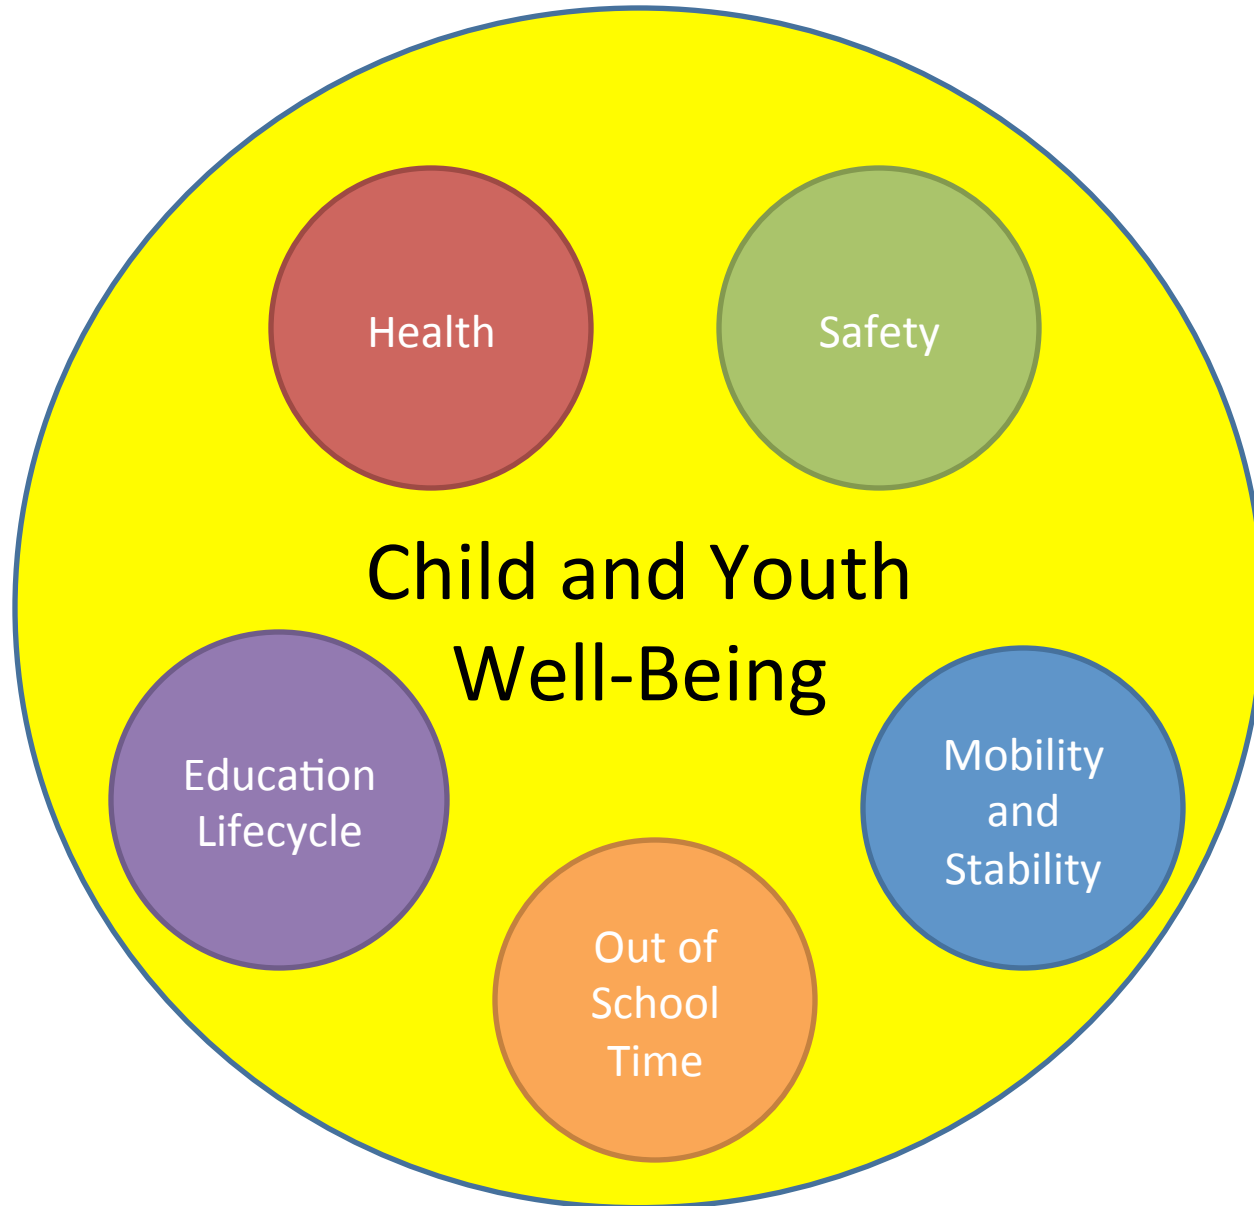 Health
Safety
Child and Youth
Well-Being
Education
Lifecycle
Mobility
and
Stability
Out of
School
Time